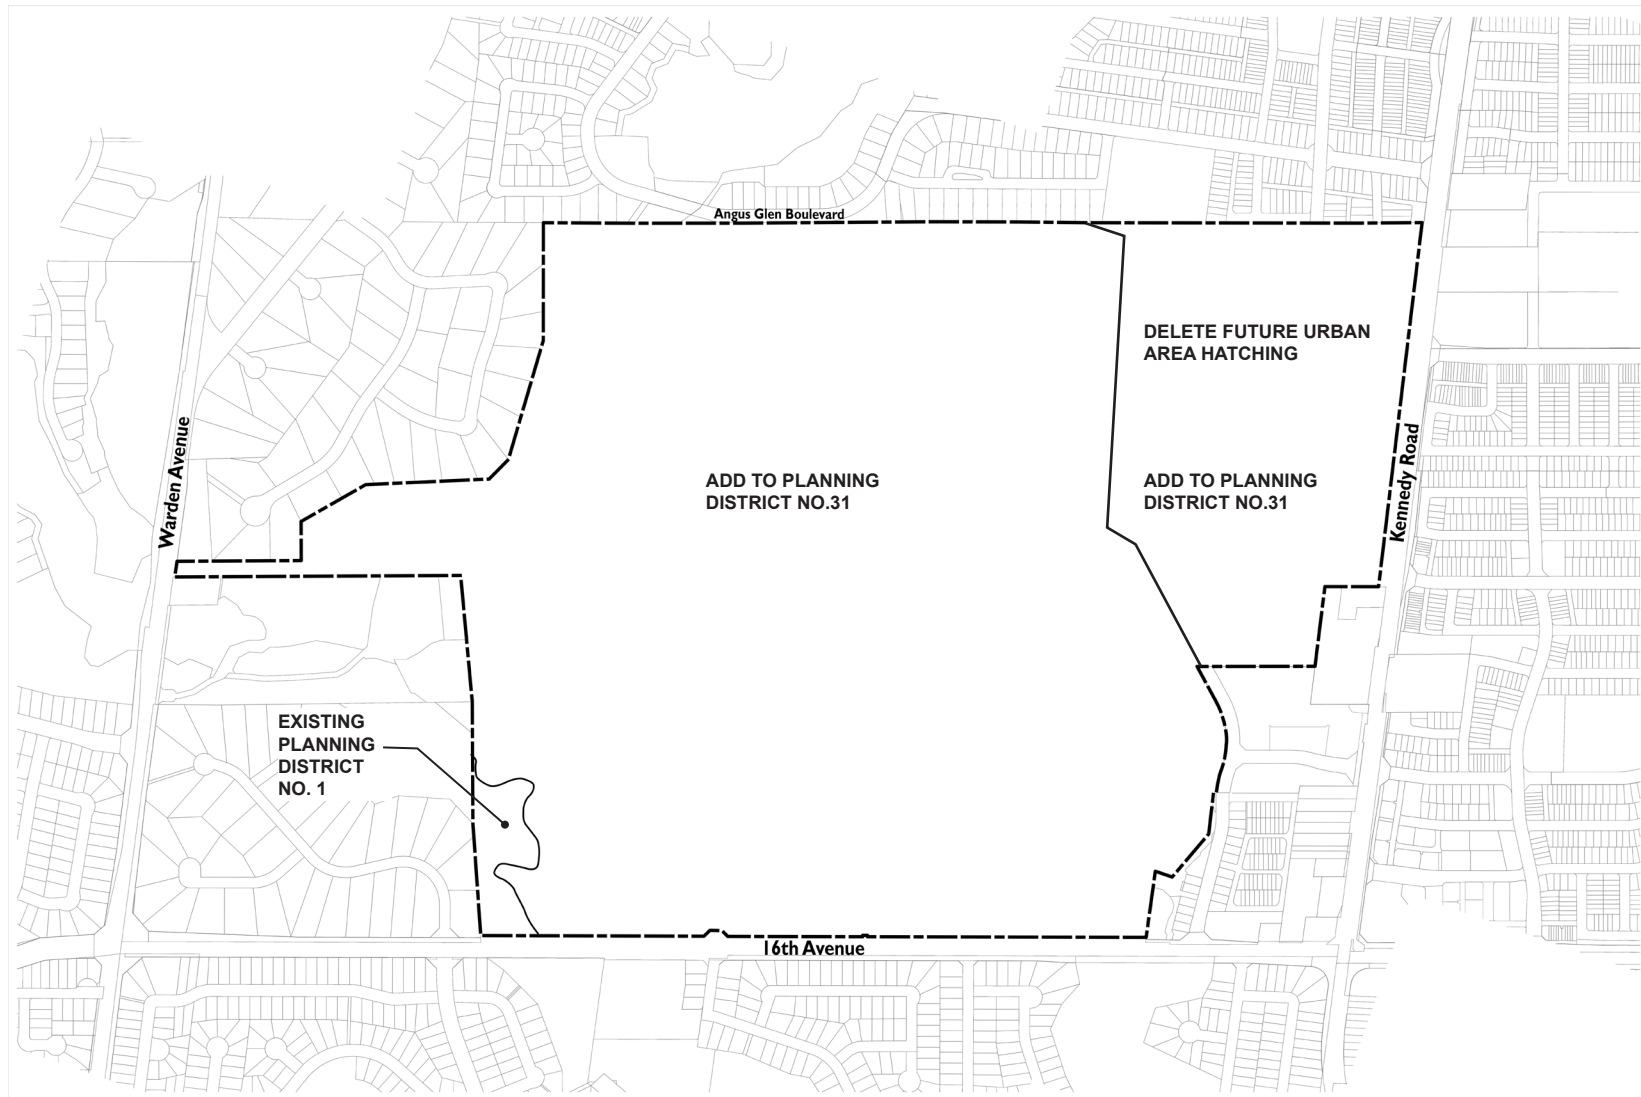 Angus Glen Boulevard
DELETE FUTURE URBAN
AREA HATCHING
Warden Avenue
ADD TO PLANNING
DISTRICT NO.31
ADD TO PLANNING
DISTRICT NO.31
Kennedy Road
EXISTING
PLANNING
DISTRICT
NO. 1
16th Avenue